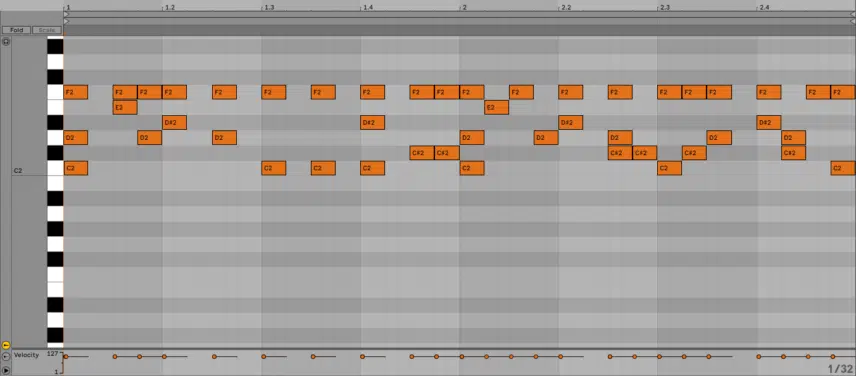 1 1.2 1.3 1.4 2 2.2 2.3 2.4
Fold Scale
F2 F2 F2 F2 F2 F2 F2 F2 F2 F2 F2 F2 F2 F2 F2 F2 F2 F2 F2 F2
E2 E2
D#2 D#2 D#2 D#2
D2 D2 D2 D2 D2 D2 D2 D2
C#2 C#2 C#2 C#2 C#2 C#2
C2 C2 C2 C2 C2 C2 C2 C2
Velocity 127
1 1/32